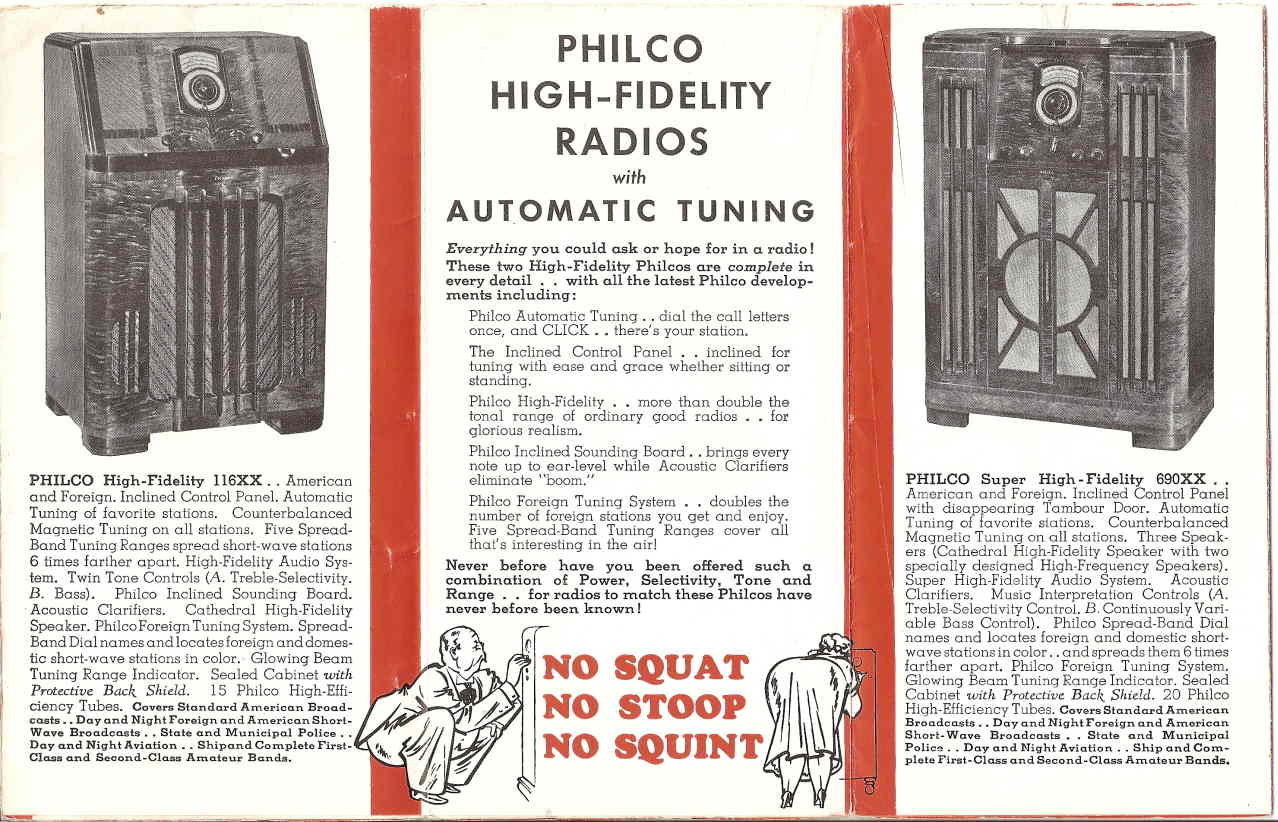 PHILCO High-Fidelity 116XX . . American
and Foreign. Inclined Control Panel. Automatic
Tuning of favorite stations. Counterbalanced
Magnetic Tuning on all stations. Five Spread-
Band Tuning Ranges spread short-wave stations
6 times farther apart. High-Fidelity Audio Sys-
tem. Twin Tone Controls (A. Treble-Selectivity.
B. Bass). Philco Inclined Sounding Board.
Acoustic Clarifiers. Cathedral High-Fidelity
Speaker. Philco Foreign Tuning System. Spread-
Band Dial names and locates foreign and domes-
tic short-wave stations in color. Glowing Beam
Tuning Range Indicator. Sealed Cabinet with
Protective Back Shield. 15 Philco High-Effi-
ciency Tubes. Covers Standard American Broad-
casts . . Day and Night Foreign and American Short-
Wave Broadcasts . . State and Municipal Police . .
Day and Night Aviation . . Ship and Complete First-
Class and Second-Class Amateur Bands.
PHILCO
HIGH-FIDELITY
RADIOS
with
AUTOMATIC TUNING
Everything you could ask or hope for in a radio!
These two High-Fidelity Philcos are complete in
every detail . . with all the latest Philco develop-
ments including:
Philco Automatic Tuning . . dial the call letters
once, and CLICK . . there's your station.
The Inclined Control Panel . . inclined for
tuning with ease and grace whether sitting or
standing.
Philco High-Fidelity . . more than double the
tonal range of ordinary good radios . . for
glorious realism.
Philco Inclined Sounding Board . . brings every
note up to ear-level while Acoustic Clarifiers
eliminate "boom."
Philco Foreign Tuning System . . doubles the
number of foreign stations you get and enjoy.
Five Spread-Band Tuning Ranges cover all
that's interesting in the air!
Never before have you been offered such a
combination of Power, Selectivity, Tone and
Range . . for radios to match these Philcos have
never before been known!
NO SQUAT
NO STOOP
NO SQUINT
PHILCO Super High-Fidelity 690XX . .
American and Foreign. Inclined Control Panel
with disappearing Tambour Door. Automatic
Tuning of favorite stations. Counterbalanced
Magnetic Tuning on all stations. Three Speak-
ers (Cathedral High-Fidelity Speaker with two
specially designed High-Frequency Speakers).
Super High-Fidelity Audio System. Acoustic
Clarifiers. Music Interpretation Controls (A.
Treble-Selectivity Control. B. Continuously Vari-
able Bass Control). Philco Spread-Band Dial
names and locates foreign and domestic short-
wave stations in color . . and spreads them 6 times
farther apart. Philco Foreign Tuning System.
Glowing Beam Tuning Range Indicator. Sealed
Cabinet with Protective Back Shield. 20 Philco
High-Efficiency Tubes. Covers Standard American
Broadcasts . . Day and Night Foreign and American
Short-Wave Broadcasts . . State and Municipal
Police . . Day and Night Aviation . . Ship and Com-
plete First-Class and Second-Class Amateur Bands.